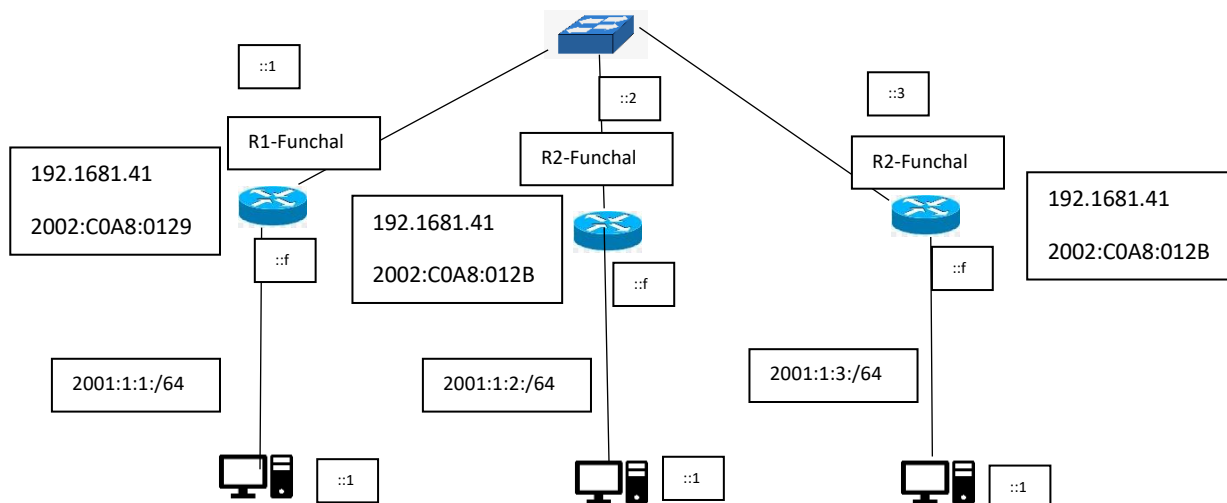 ::1
::2
::3
R1-Funchal
R2-Funchal
R2-Funchal
192.1681.41
2002:C0A8:0129
192.1681.41
2002:C0A8:012B
192.1681.41
2002:C0A8:012B
::f
::f
::f
2001:1:1:/64
2001:1:2:/64
2001:1:3:/64
::1
::1
::1